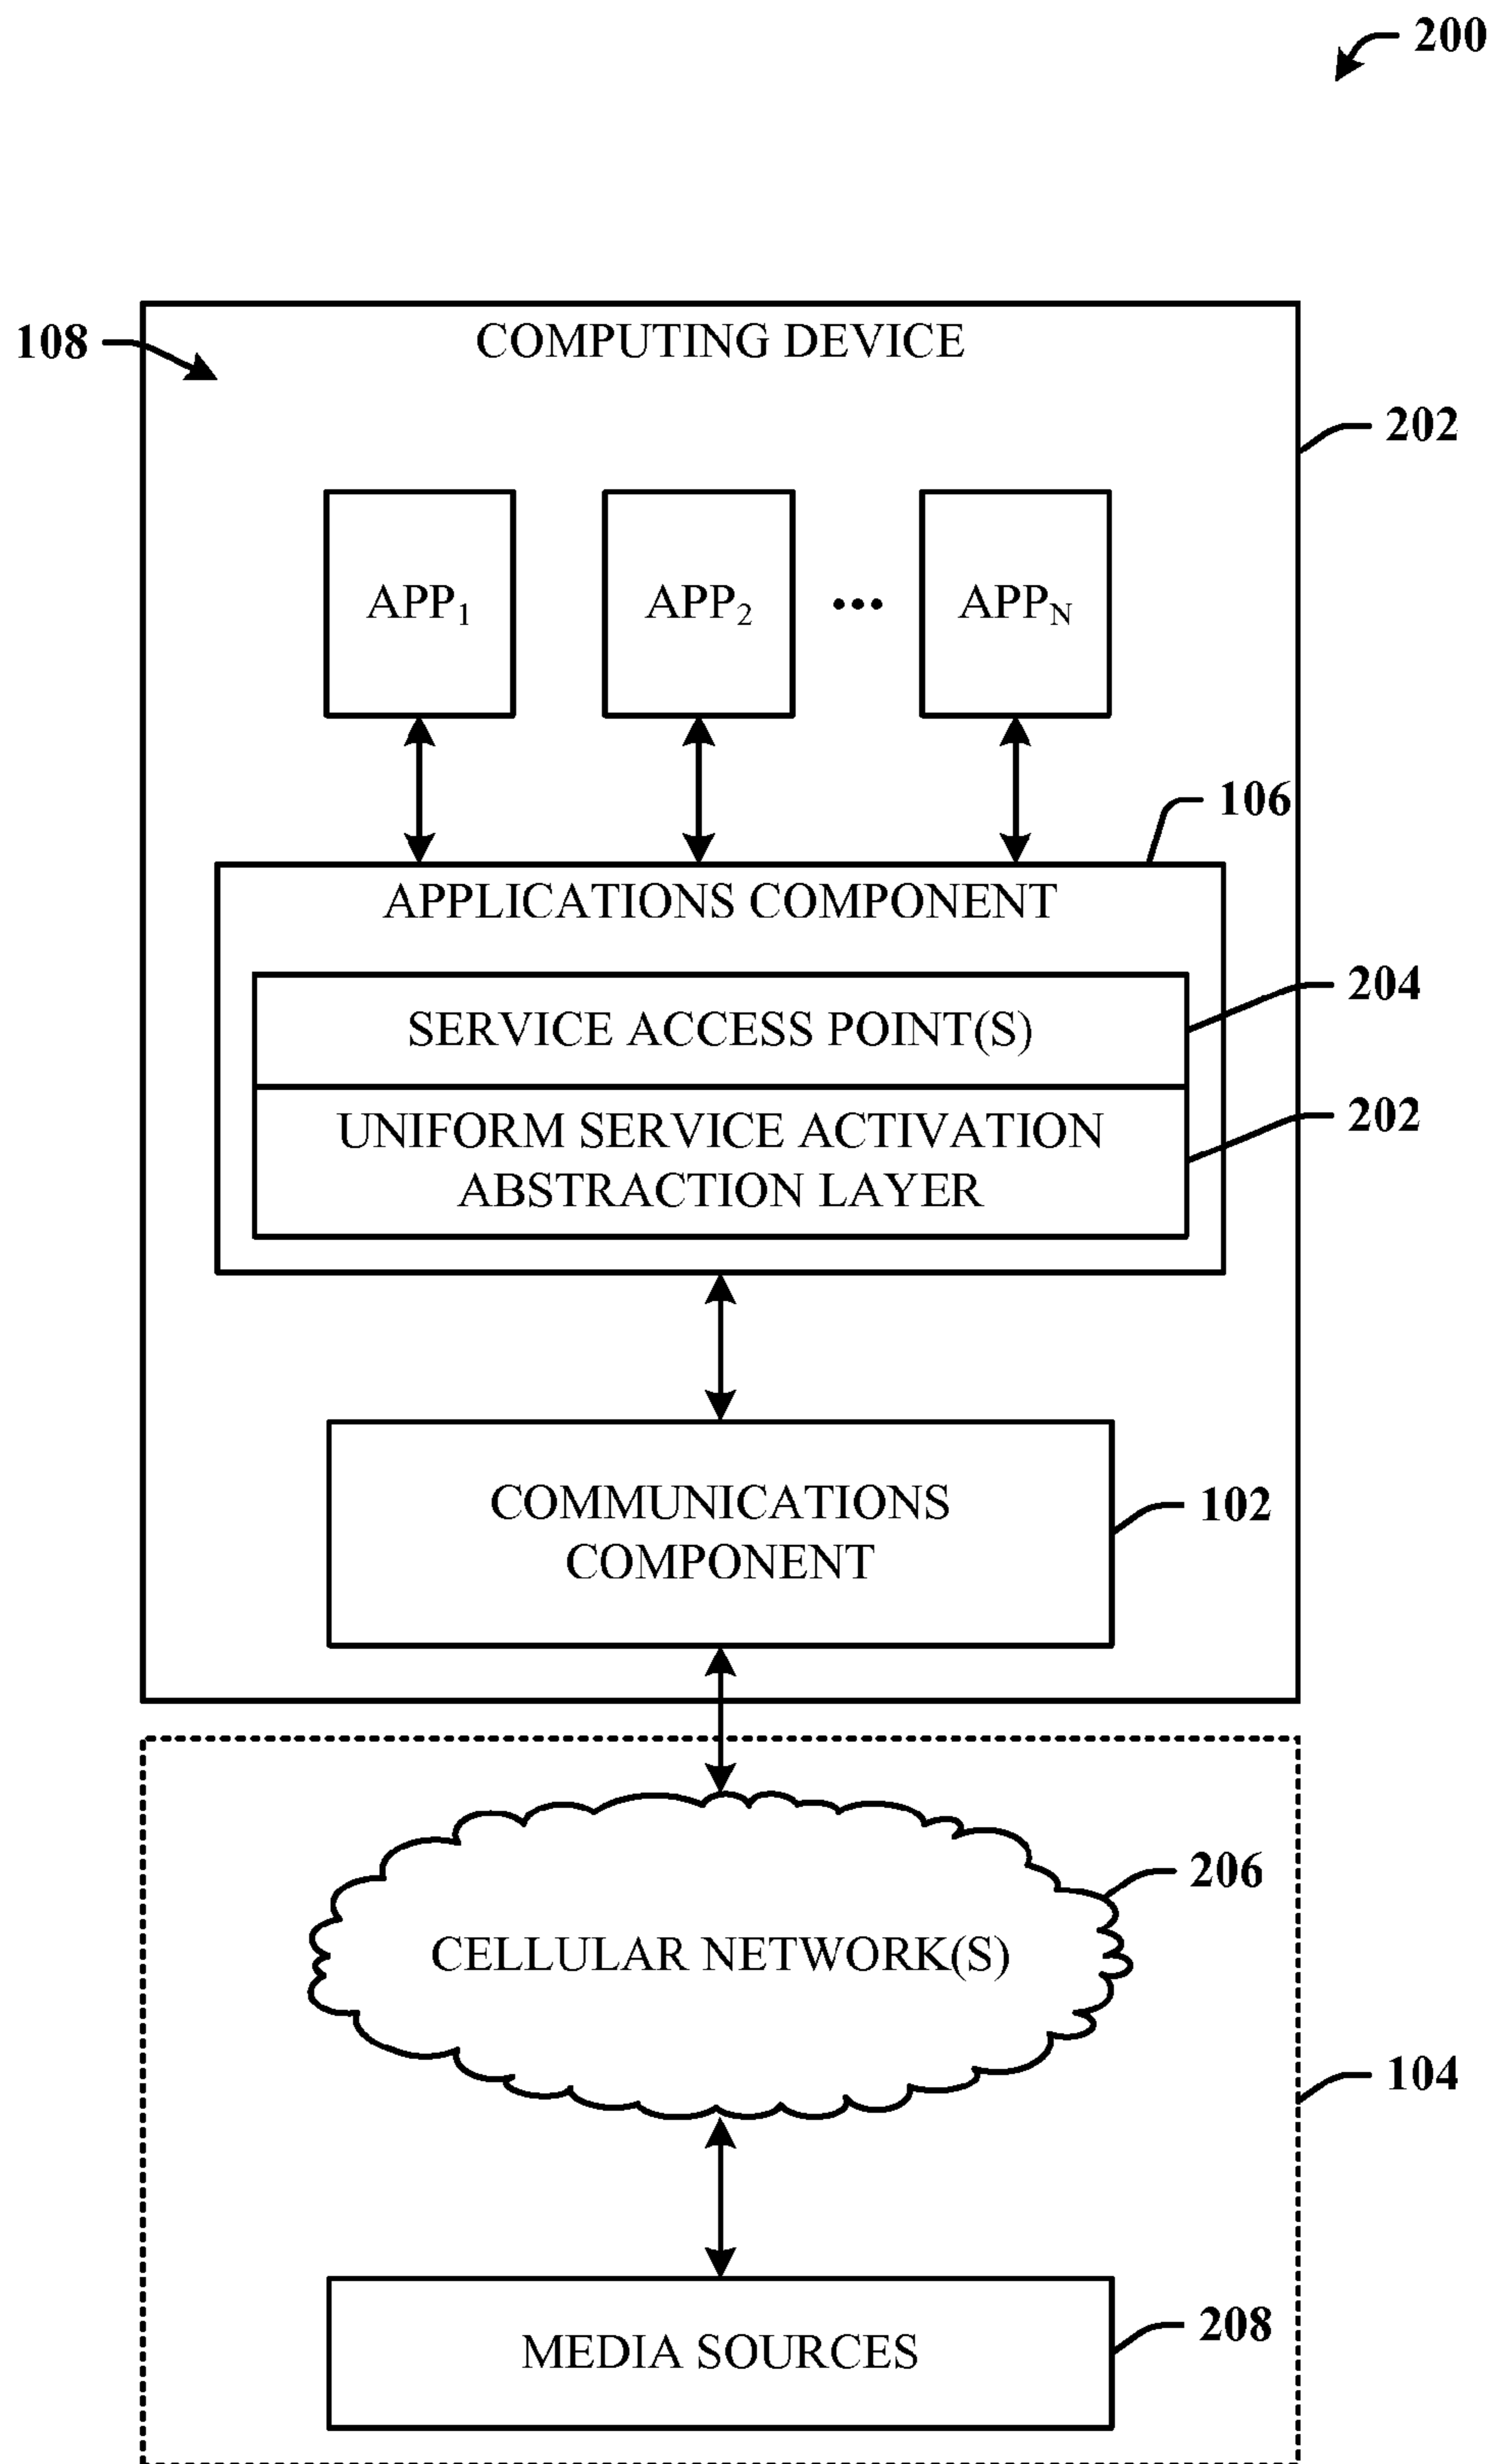 200
COMPUTING DEVICE
108
202
APP1
APP2
•••
APPN
106
APPLICATIONS COMPONENT
204
SERVICE ACCESS POINT(S)
202
UNIFORM SERVICE ACTIVATION
ABSTRACTION LAYER
COMMUNICATIONS
COMPONENT
102
206
CELLULAR NETWORK(S)
104
MEDIA SOURCES
208